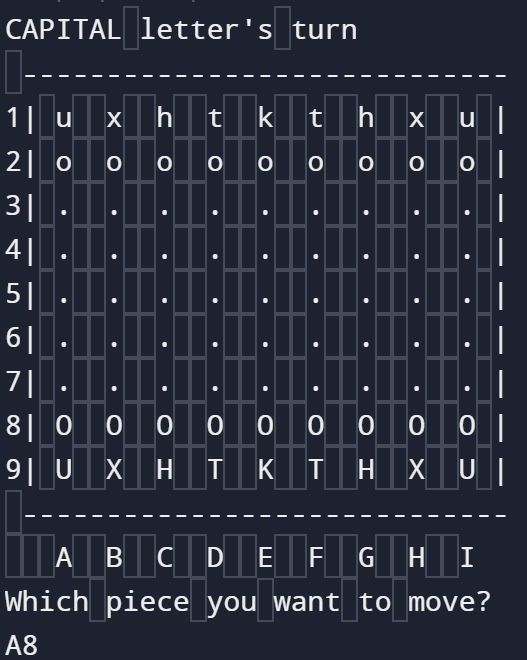 CAPITAL letter's turn
 -----------------------------
1| u  x  h  t  k  t  h  x  u |
2| o  o  o  o  o  o  o  o  o |
3| .  .  .  .  .  .  .  .  . |
4| .  .  .  .  .  .  .  .  . |
5| .  .  .  .  .  .  .  .  . |
6| .  .  .  .  .  .  .  .  . |
7| .  .  .  .  .  .  .  .  . |
8| O  O  O  O  O  O  O  O  O |
9| U  X  H  T  K  T  H  X  U |
 -----------------------------
   A  B  C  D  E  F  G  H  I
Which piece you want to move?
A8